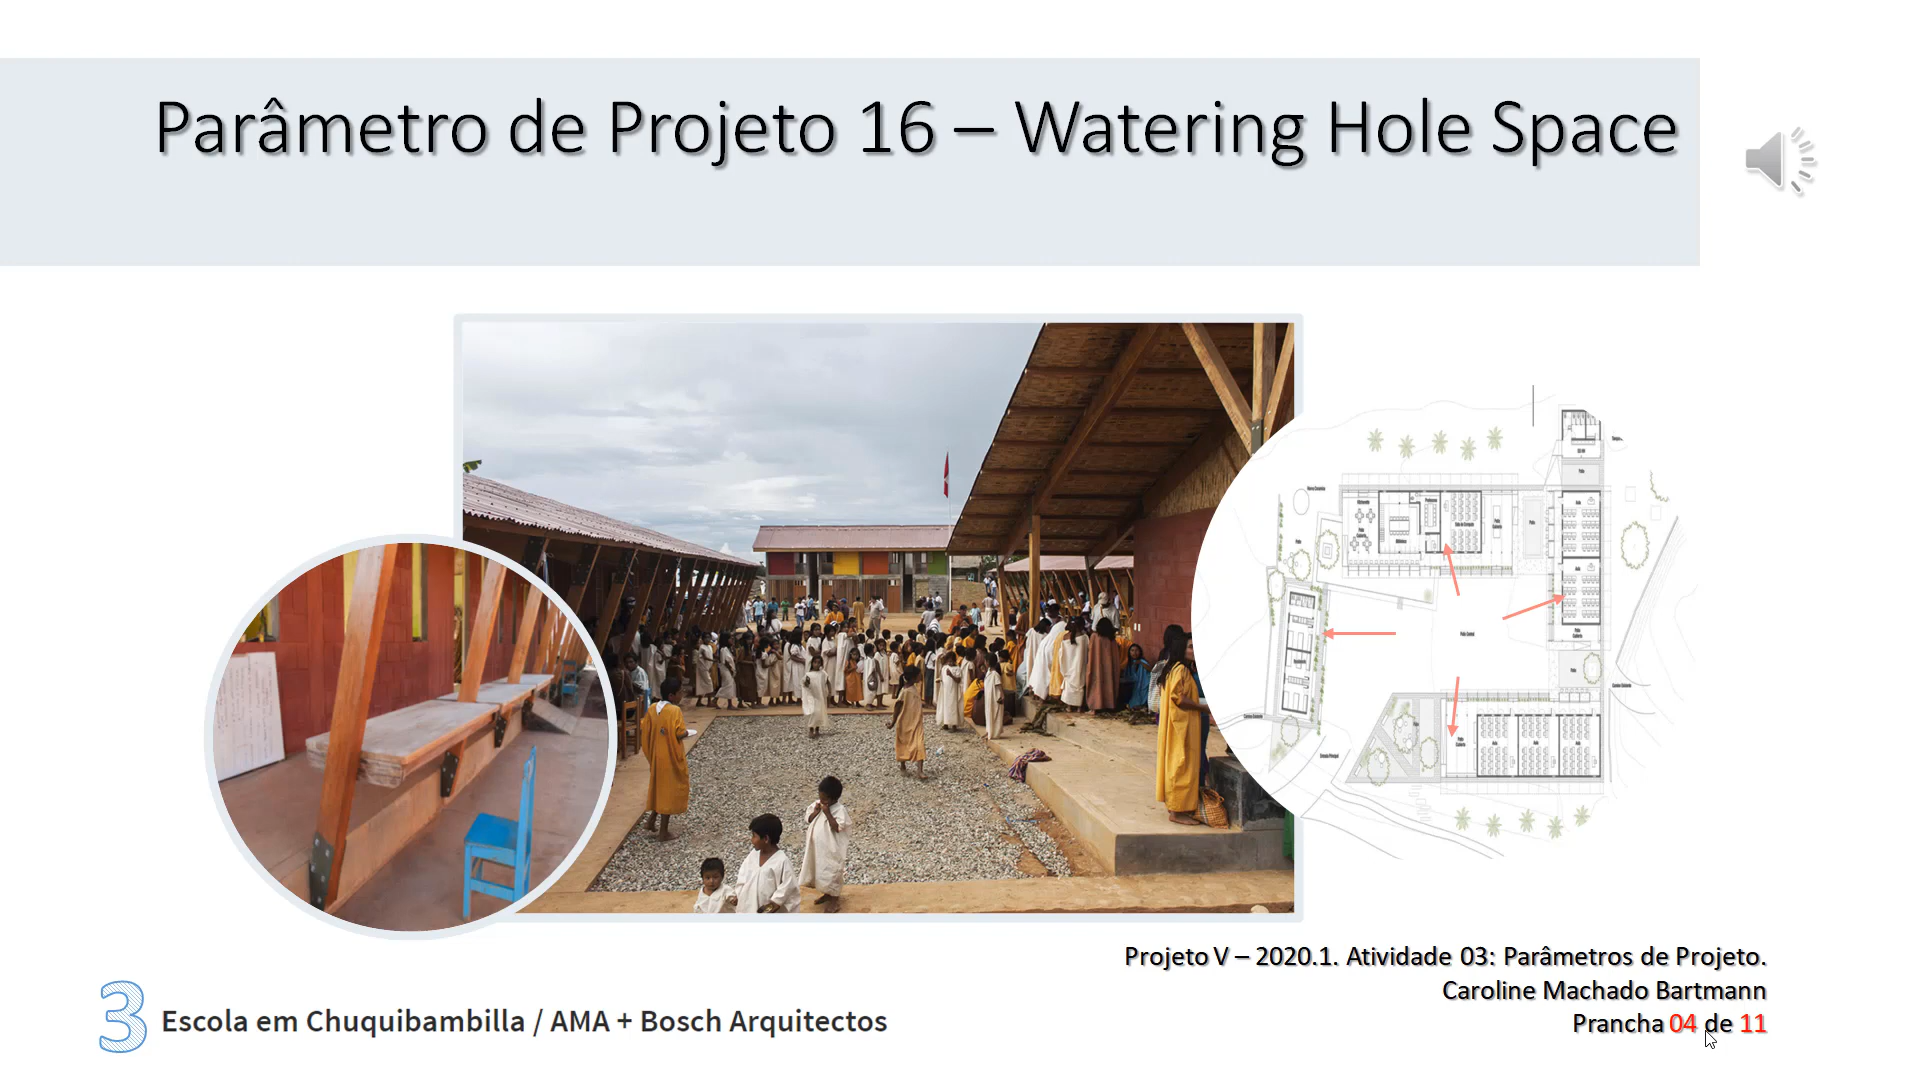 Parâmetro de Projeto 16 – Watering Hole Space
Projeto V – 2020.1. Atividade 03: Parâmetros de Projeto.
Caroline Machado Bartmann
Prancha 04 de 11
3 Escola em Chuquibambilla / AMA + Bosch Arquitectos